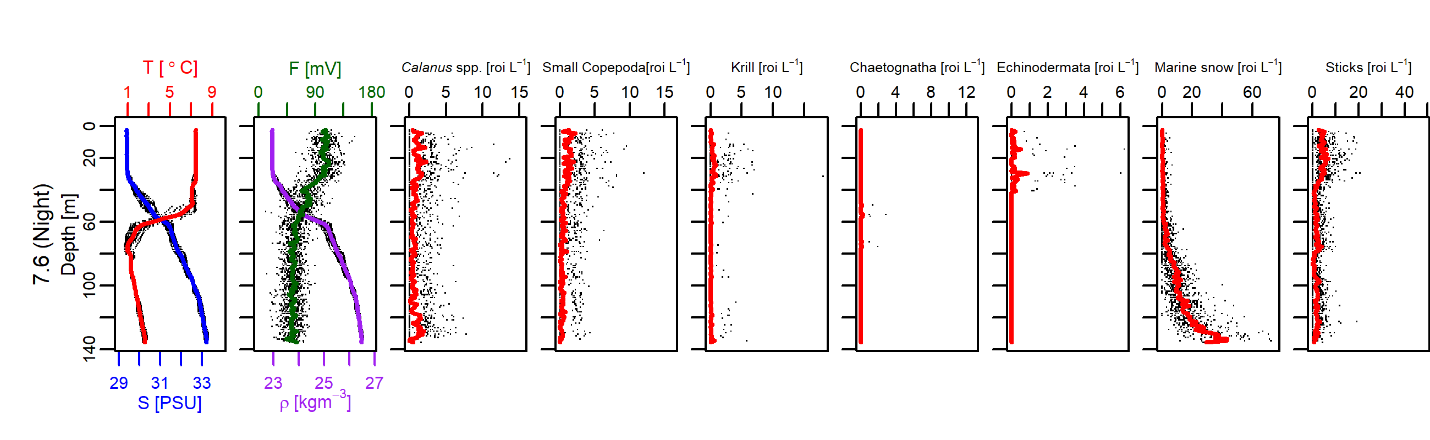 T [ ° C] F [mV] Calanus spp. [roi L⁻¹] Small Copepoda[roi L⁻¹] Krill [roi L⁻¹] Chaetognatha [roi L⁻¹] Echinodermata [roi L⁻¹] Marine snow [roi L⁻¹] Sticks [roi L⁻¹]
1 5 9 0 90 180 0 5 10 15 0 5 10 15 0 5 10 0 4 8 12 0 2 4 6 0 20 60 0 20 40
0
20
60
100
140
7.6 (Night)
Depth [m]
29 31 33 23 25 27
S [PSU] ρ [kgm⁻³]